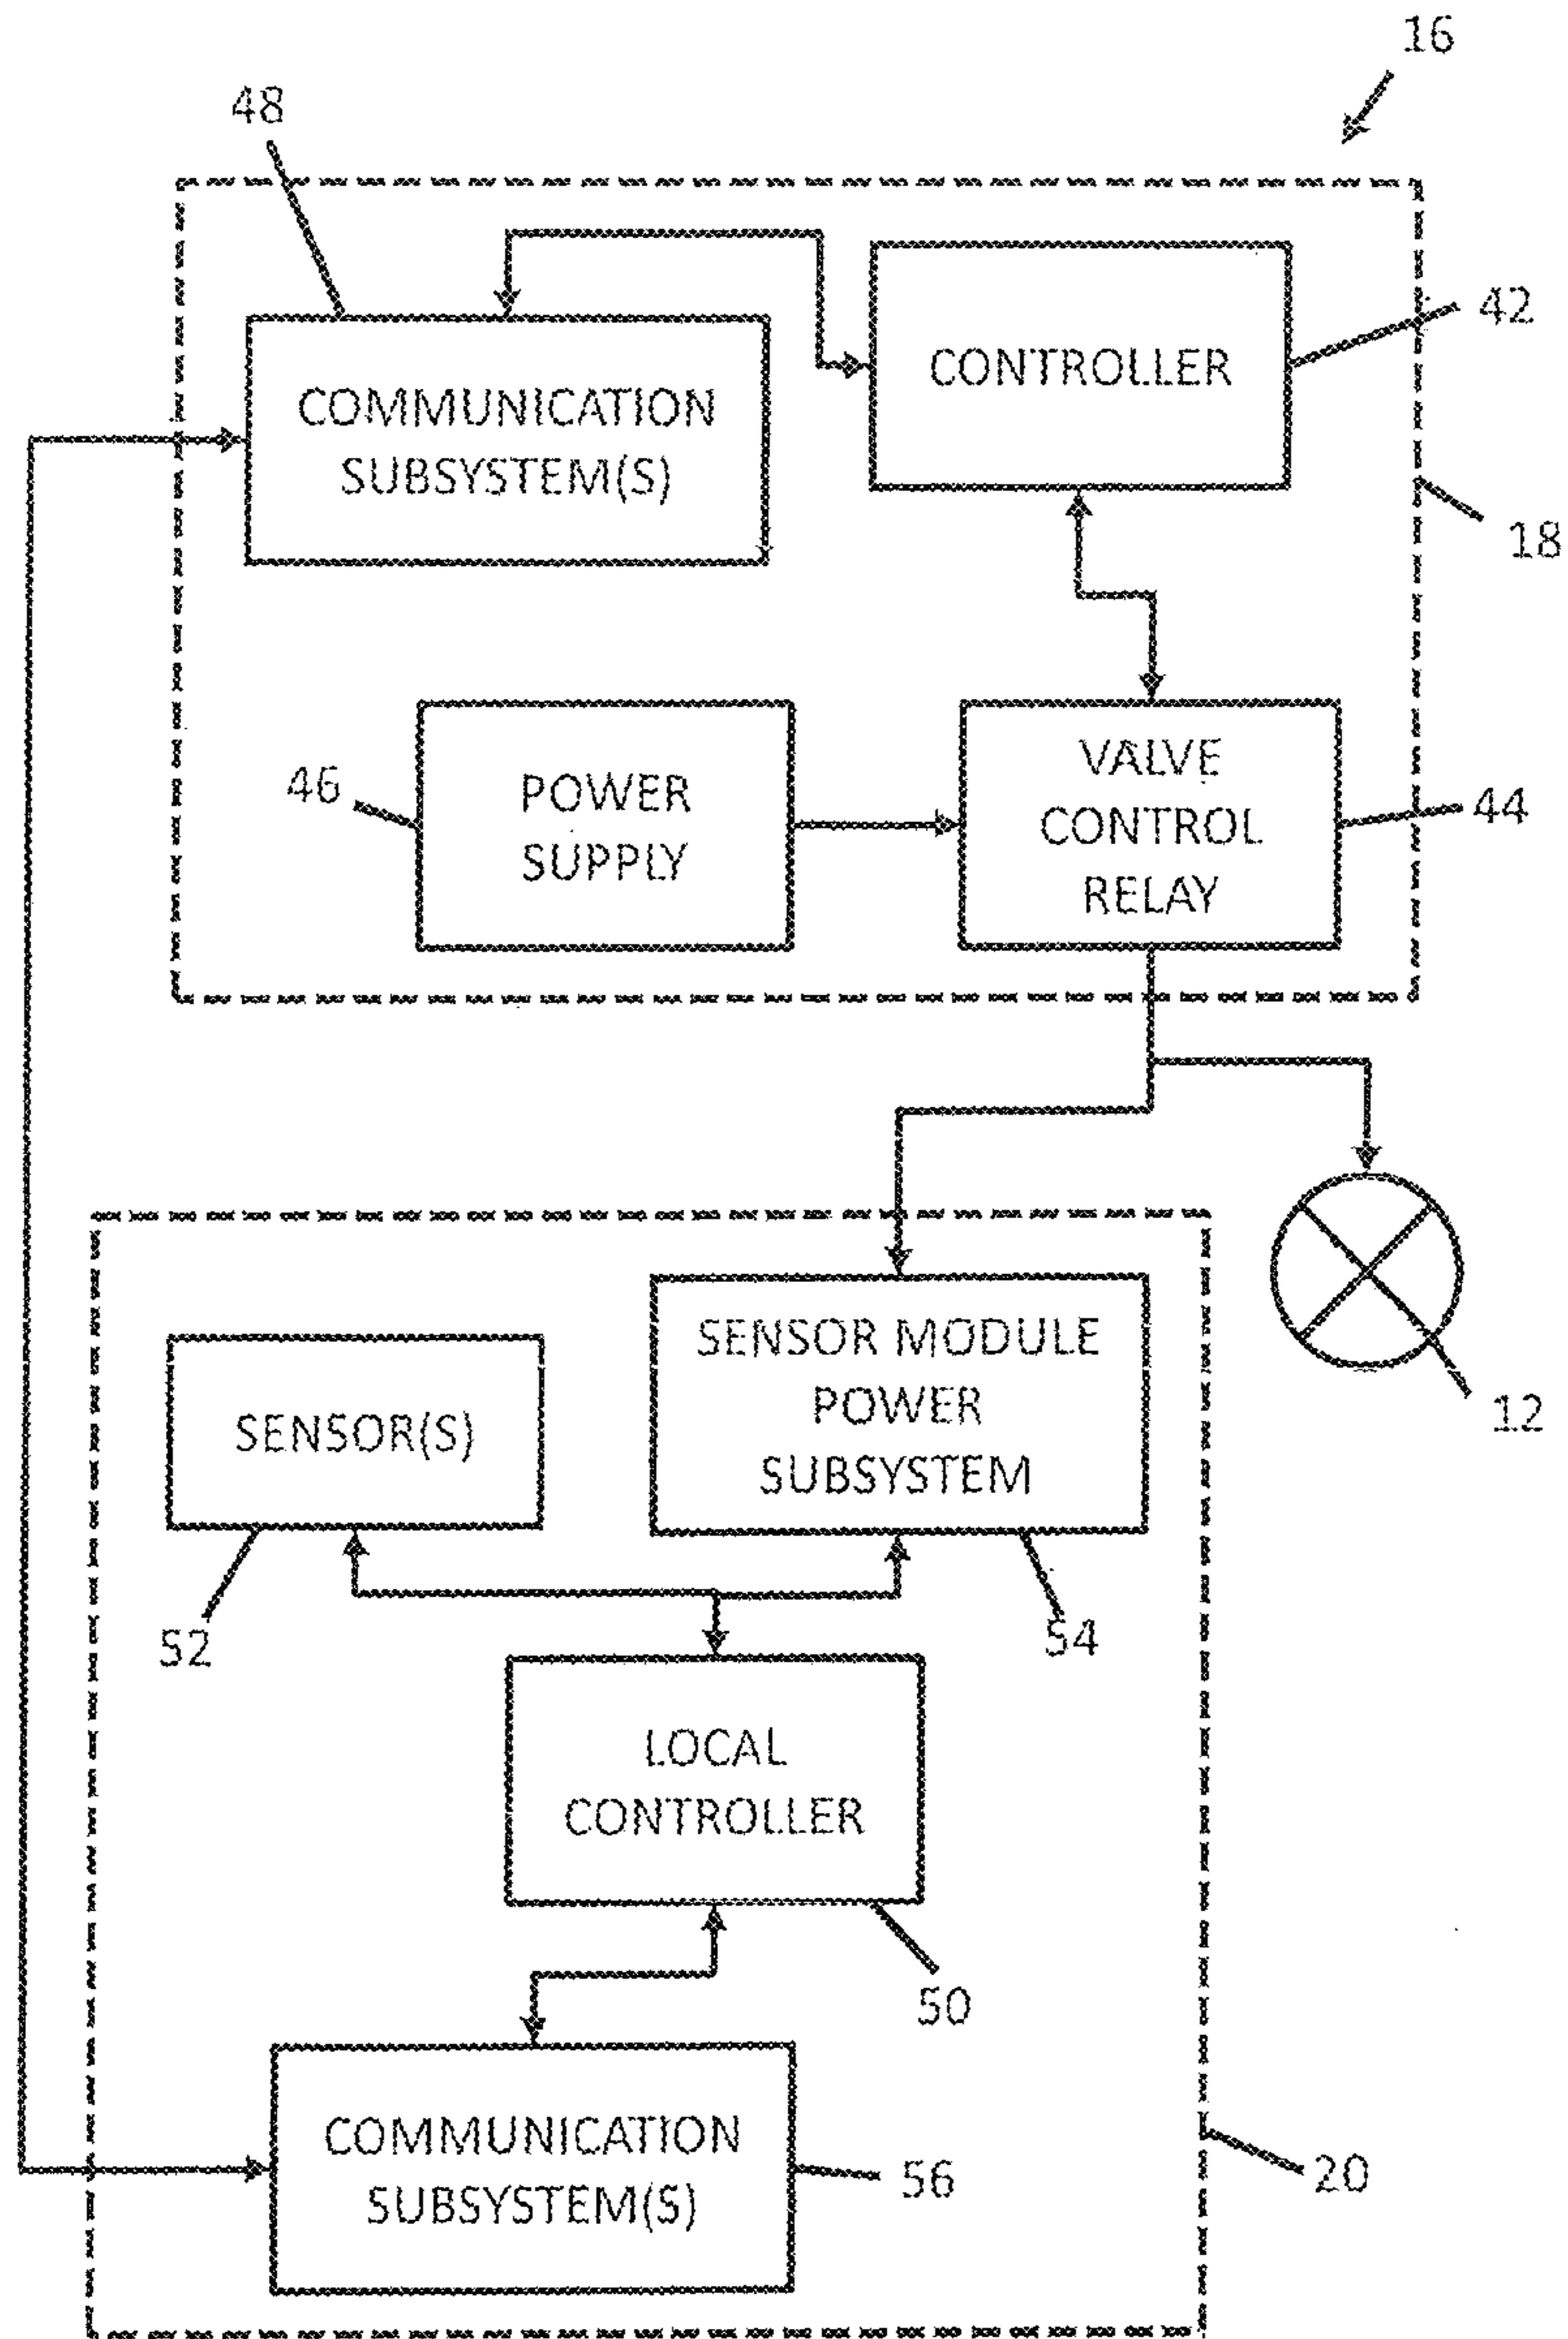 16
48
CONTROLLER
42
COMMUNICATION
SUBSYSTEM(S)
18
46
POWER
SUPPLY
VALVE
CONTROL
RELAY
44
SENSOR MODULE
POWER
SUBSYSTEM
12
SENSOR(S)
52
54
LOCAL
CONTROLLER
50
COMMUNICATION
SUBSYSTEM(S)
56
20